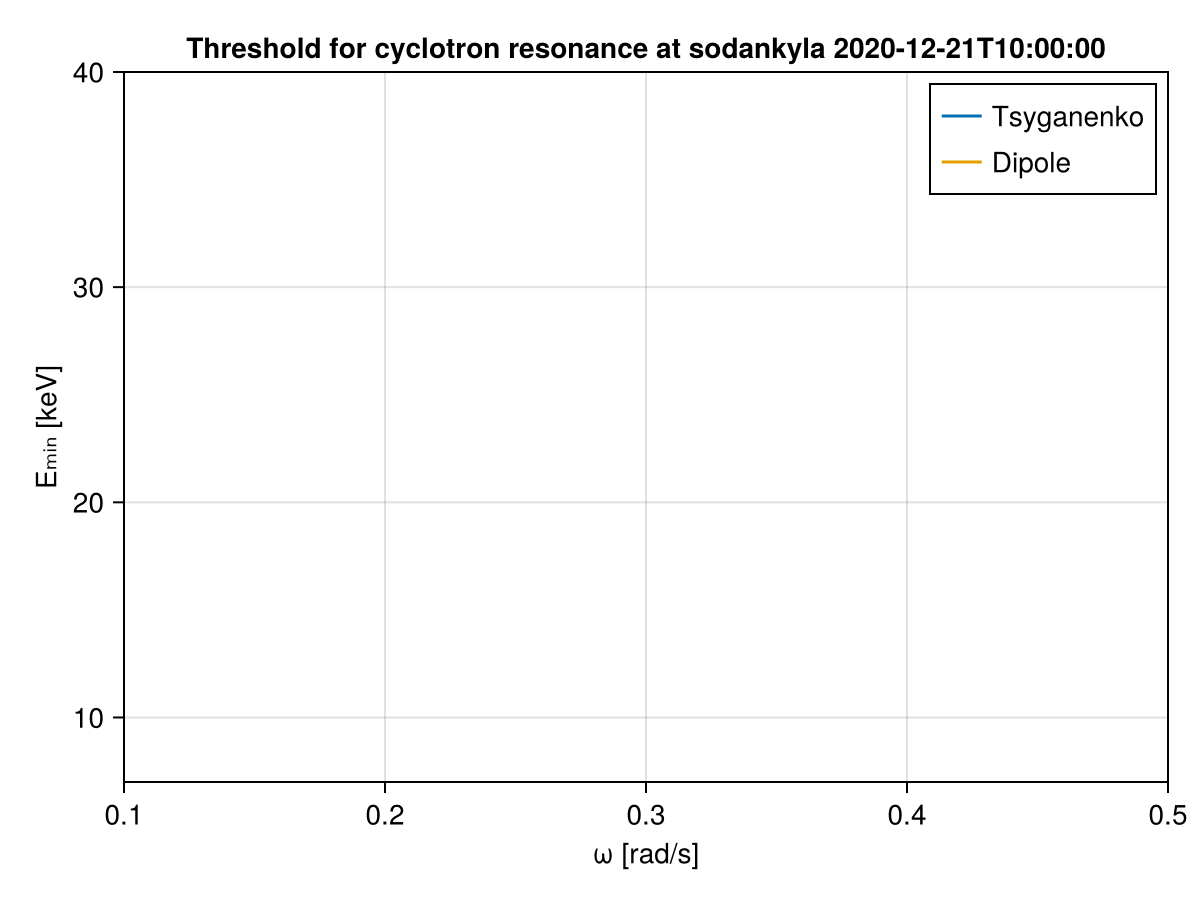 Threshold for cyclotron resonance at sodankyla 2020-12-21T10:00:00
40
30
20
10
Eₘᵢₙ [keV]
Tsyganenko
Dipole
0.1 0.2 0.3 0.4 0.5
ω [rad/s]